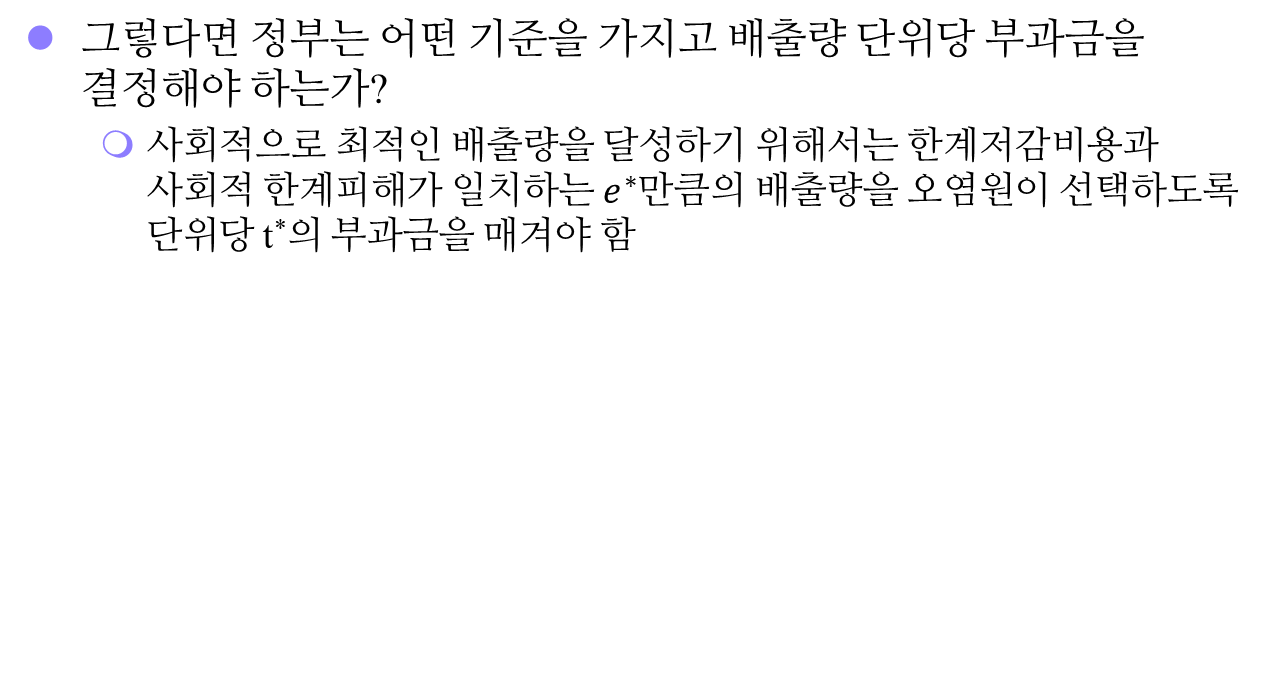 그렇다면 정부는 어떤 기준을 가지고 배출량 단위당 부과금을
결정해야 하는가?
사회적으로 최적인 배출량을 달성하기 위해서는 한계저감비용과
사회적 한계피해가 일치하는 e*만큼의 배출량을 오염원이 선택하도록
단위당 t*의 부과금을 매겨야 함